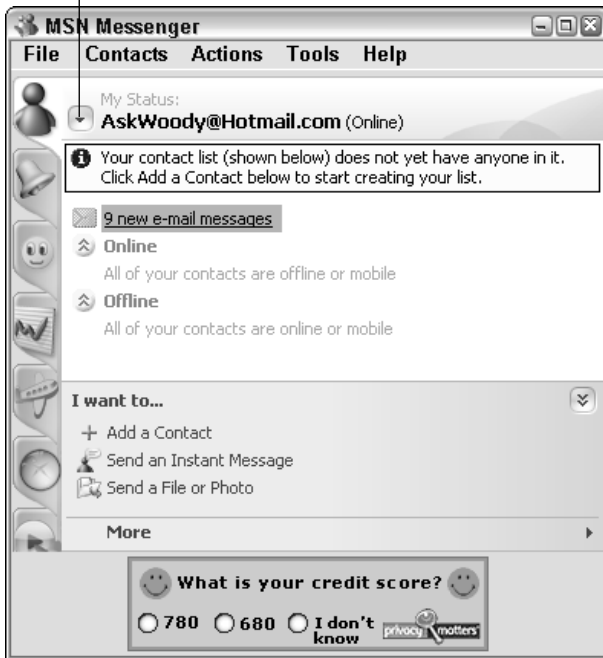 MSN Messenger
File Contacts Actions Tools Help
My Status:
AskWoody@Hotmail.com (Online)
Your contact list (shown below) does not yet have anyone in it.
Click Add a Contact below to start creating your list.
9 new e-mail messages
Online
All of your contacts are offline or mobile
Offline
All of your contacts are online or mobile
I want to...
Add a Contact
Send an Instant Message
Send a File or Photo
More
What is your credit score?
780 680 I don't
know
privacy matters